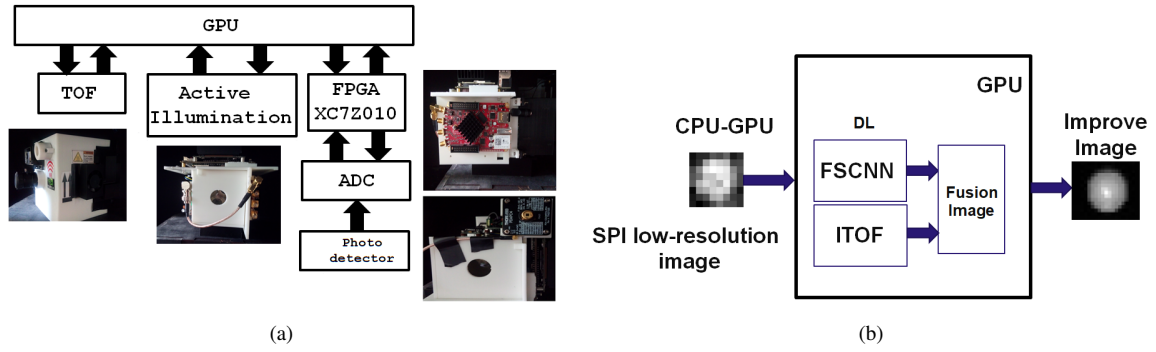 GPU
TOF
Active
Illumination
FPGA
XC7Z010
ADC
Photo
detector
(a)
GPU
CPU-GPU
DL
FSCNN
ITOF
Fusion
Image
Improve
Image
SPI low-resolution
image
(b)